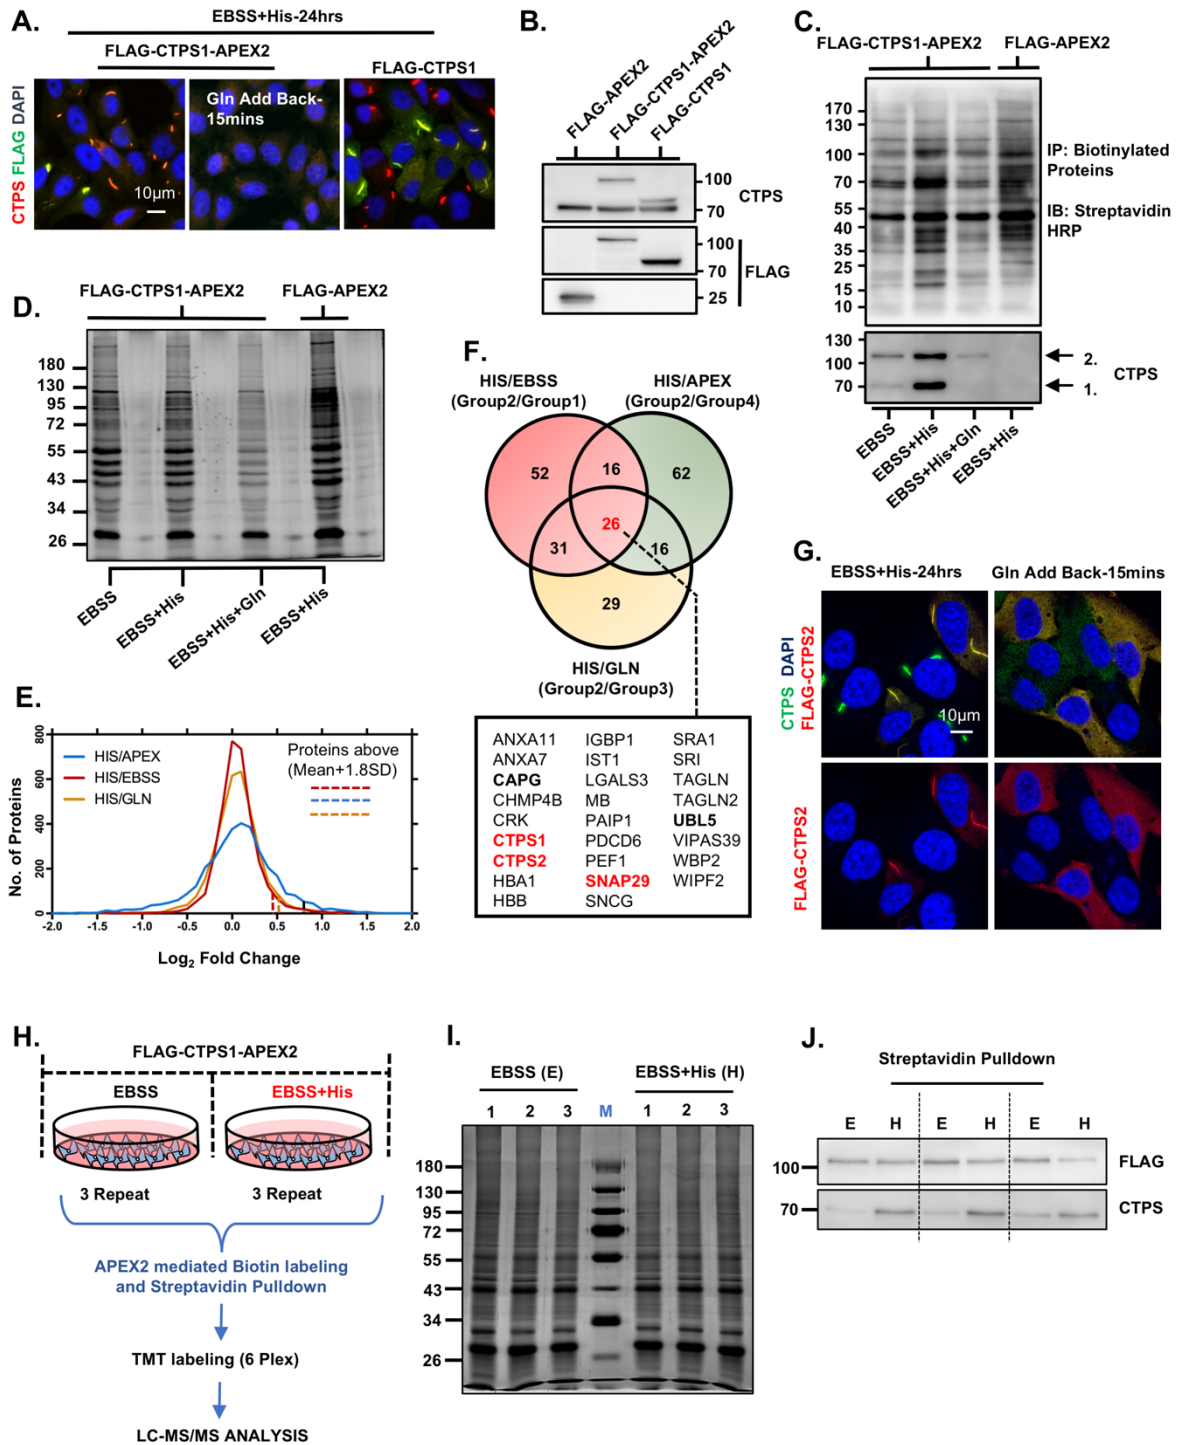 A.
EBSS+His-24hrs
FLAG-CTPS1-APEX2
FLAG-CTPS1
CTPS FLAG DAPI
Gln Add Back-
15mins
10µm
B.
FLAG-APEX2
FLAG-CTPS1-APEX2
FLAG-CTPS1
100
70
CTPS
100
70
25
FLAG
C.
FLAG-CTPS1-APEX2
FLAG-APEX2
170
130
100
70
55
40
35
25
15
10
IP: Biotinylated
Proteins
IB: Streptavidin
HRP
130
100
70
2.
1.
CTPS
EBSS
EBSS+His
EBSS+His+Gln
EBSS+His
D.
FLAG-CTPS1-APEX2
FLAG-APEX2
180
130
95
72
55
43
34
26
EBSS
EBSS+His
EBSS+His+Gln
EBSS+His
E.
800
600
400
200
0
No. of Proteins
HIS/APEX
HIS/EBSS
HIS/GLN
Proteins above
(Mean+1.8SD)
-2.0
-1.5
-1.0
-0.5
0.0
0.5
1.0
1.5
2.0
Log2 Fold Change
F.
HIS/EBSS
(Group2/Group1)
HIS/APEX
(Group2/Group4)
52
16
62
26
31
16
29
HIS/GLN
(Group2/Group3)
ANXA11 IGBP1 SRA1
ANXA7 IST1 SRI
CAPG LGALS3 TAGLN
CHMP4B MB TAGLN2
CRK PAIP1 UBL5
CTPS1 PDCD6 VIPAS39
CTPS2 PEF1 WBP2
HBA1 SNAP29 WIPF2
HBB SNCG
G.
EBSS+His-24hrs
Gln Add Back-15mins
CTPS DAPI
FLAG-CTPS2
10µm
FLAG-CTPS2
H.
FLAG-CTPS1-APEX2
EBSS
EBSS+His
3 Repeat
3 Repeat
APEX2 mediated Biotin labeling
and Streptavidin Pulldown
TMT labeling (6 Plex)
LC-MS/MS ANALYSIS
I.
EBSS (E)
EBSS+His (H)
1 2 3 M 1 2 3
180
130
95
72
55
43
34
26
J.
Streptavidin Pulldown
E H E H E H
100
FLAG
70
CTPS